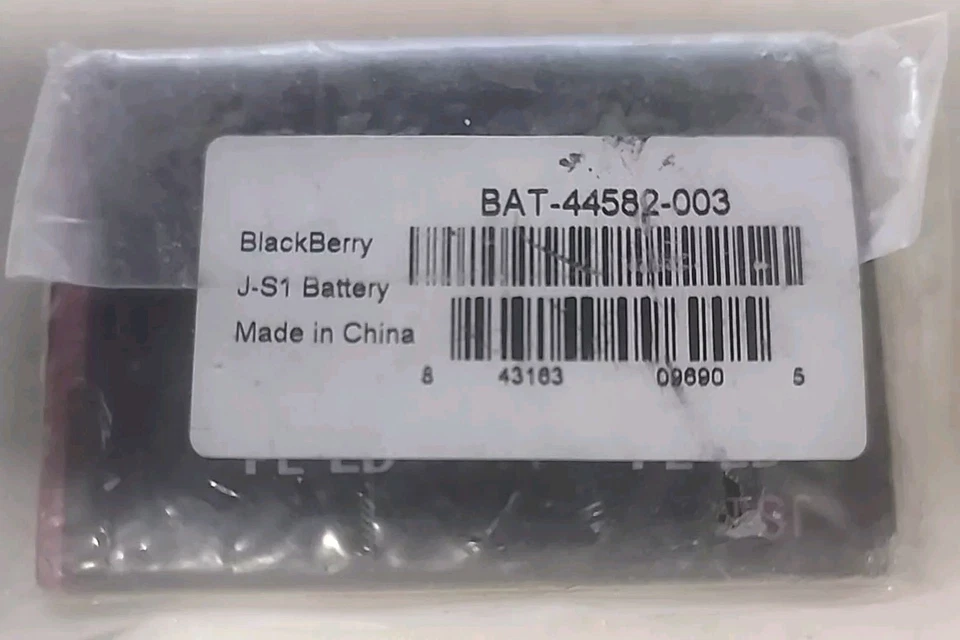 BAT-44582-003
BlackBerry
J-S1 Battery
Made in China
8 43163 09690 5